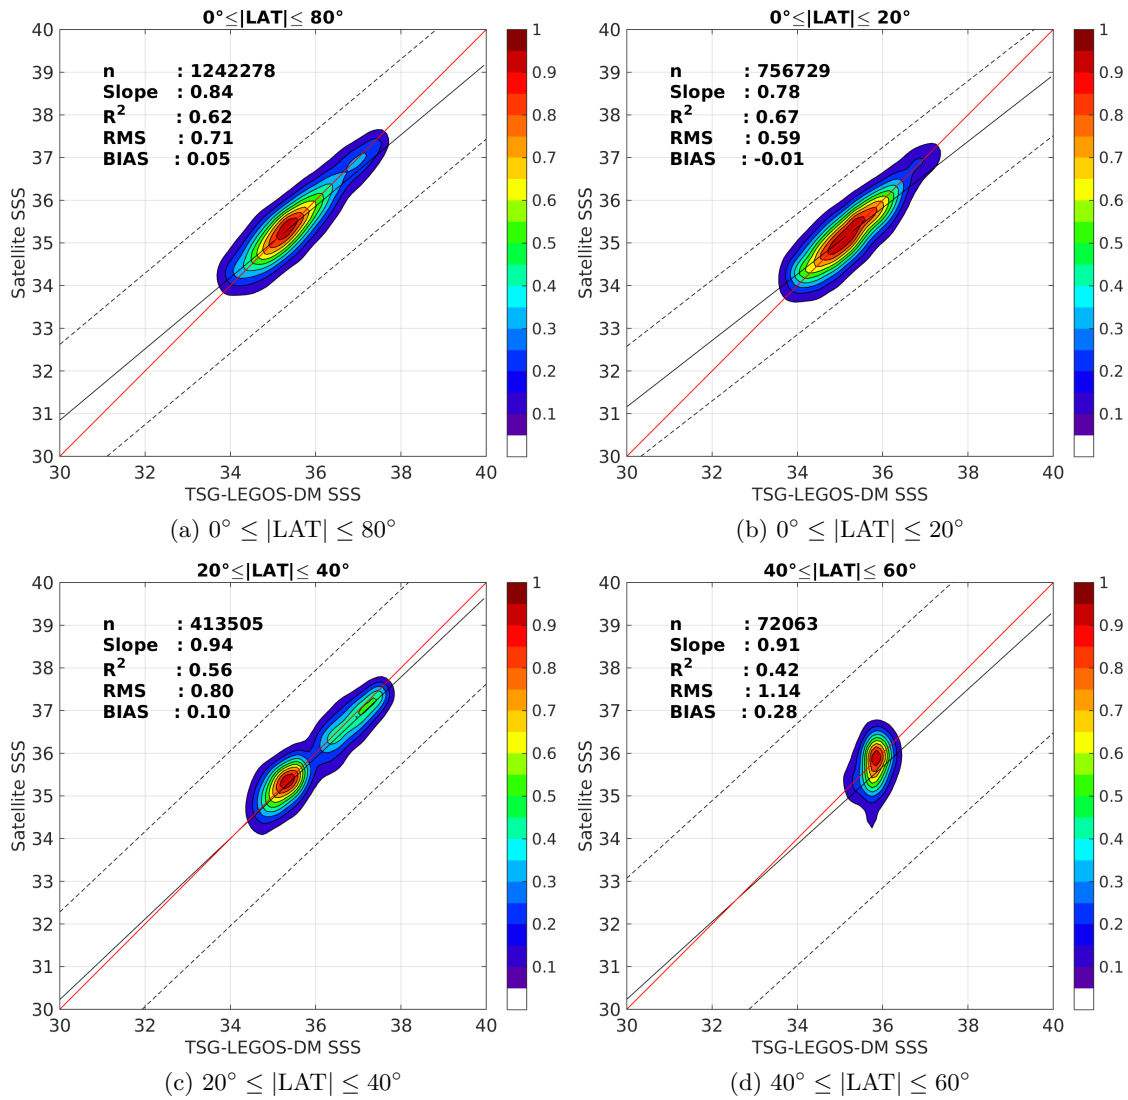 0°≤|LAT|≤ 80°
n : 1242278
Slope : 0.84
R² : 0.62
RMS : 0.71
BIAS : 0.05
Satellite SSS
40
39
38
37
36
35
34
33
32
31
30
30 32 34 36 38 40
TSG-LEGOS-DM SSS
1
0.9
0.8
0.7
0.6
0.5
0.4
0.3
0.2
0.1
(a) 0° ≤ |LAT| ≤ 80°
0°≤|LAT|≤ 20°
n : 756729
Slope : 0.78
R² : 0.67
RMS : 0.59
BIAS : -0.01
Satellite SSS
40
39
38
37
36
35
34
33
32
31
30
30 32 34 36 38 40
TSG-LEGOS-DM SSS
1
0.9
0.8
0.7
0.6
0.5
0.4
0.3
0.2
0.1
(b) 0° ≤ |LAT| ≤ 20°
20°≤|LAT|≤ 40°
n : 413505
Slope : 0.94
R² : 0.56
RMS : 0.80
BIAS : 0.10
Satellite SSS
40
39
38
37
36
35
34
33
32
31
30
30 32 34 36 38 40
TSG-LEGOS-DM SSS
1
0.9
0.8
0.7
0.6
0.5
0.4
0.3
0.2
0.1
(c) 20° ≤ |LAT| ≤ 40°
40°≤|LAT|≤ 60°
n : 72063
Slope : 0.91
R² : 0.42
RMS : 1.14
BIAS : 0.28
Satellite SSS
40
39
38
37
36
35
34
33
32
31
30
30 32 34 36 38 40
TSG-LEGOS-DM SSS
1
0.9
0.8
0.7
0.6
0.5
0.4
0.3
0.2
0.1
(d) 40° ≤ |LAT| ≤ 60°